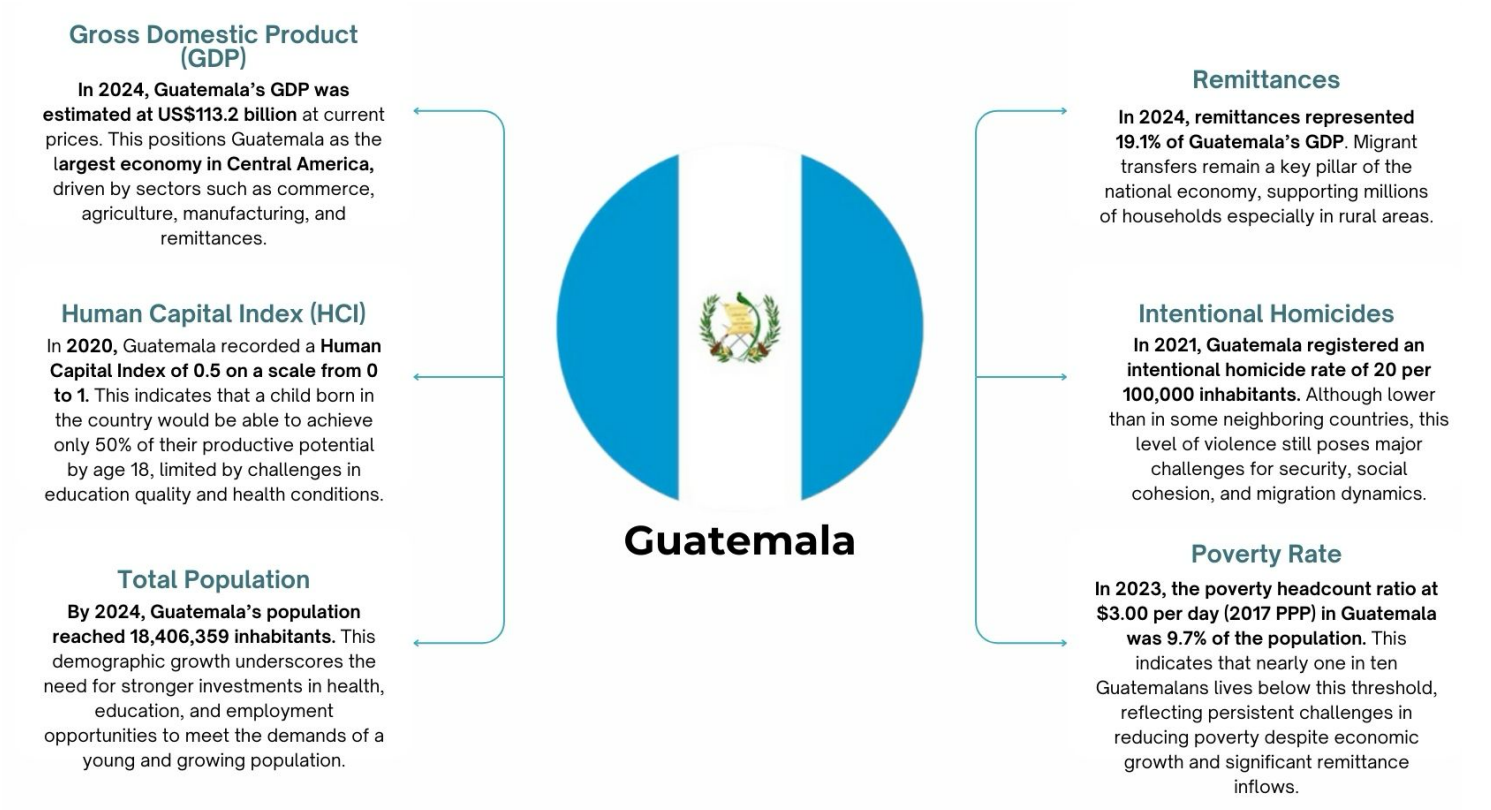 Gross Domestic Product
(GDP)
In 2024, Guatemala's GDP was
estimated at US$113.2 billion at current
prices. This positions Guatemala as the
largest economy in Central America,
driven by sectors such as commerce,
agriculture, manufacturing, and
remittances.
Human Capital Index (HCI)
In 2020, Guatemala recorded a Human
Capital Index of 0.5 on a scale from 0
to 1. This indicates that a child born in
the country would be able to achieve
only 50% of their productive potential
by age 18, limited by challenges in
education quality and health conditions.
Total Population
By 2024, Guatemala's population
reached 18,406,359 inhabitants. This
demographic growth underscores the
need for stronger investments in health,
education, and employment
opportunities to meet the demands of a
young and growing population.
Guatemala
Remittances
In 2024, remittances represented
19.1% of Guatemala's GDP. Migrant
transfers remain a key pillar of the
national economy, supporting millions
of households especially in rural areas.
Intentional Homicides
In 2021, Guatemala registered an
intentional homicide rate of 20 per
100,000 inhabitants. Although lower
than in some neighboring countries, this
level of violence still poses major
challenges for security, social
cohesion, and migration dynamics.
Poverty Rate
In 2023, the poverty headcount ratio at
$3.00 per day (2017 PPP) in Guatemala
was 9.7% of the population. This
indicates that nearly one in ten
Guatemalans lives below this threshold,
reflecting persistent challenges in
reducing poverty despite economic
growth and significant remittance
inflows.